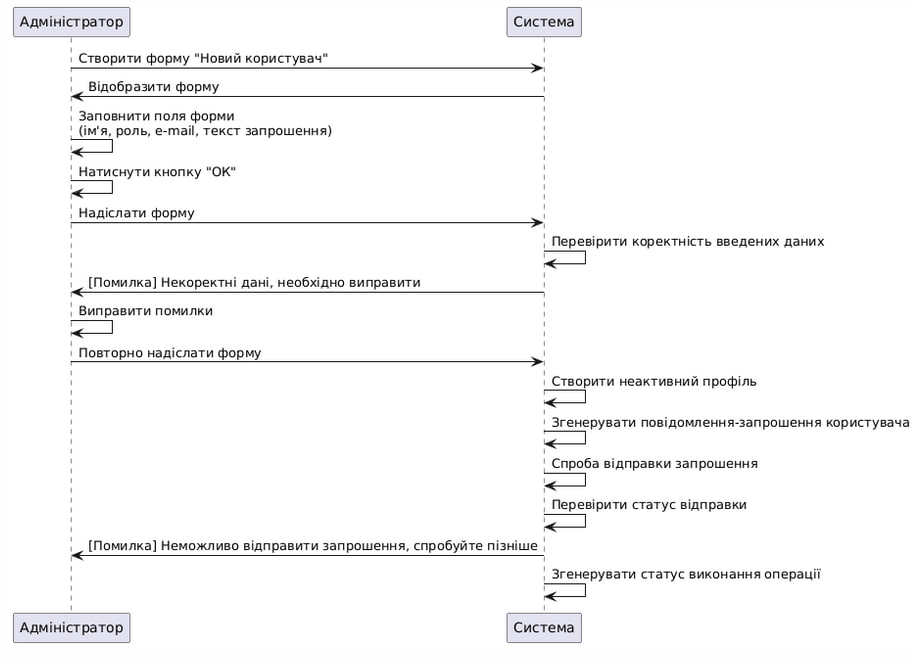 Адміністратор
Система
Створити форму "Новий користувач"
Відобразити форму
Заповнити поля форми
(ім'я, роль, e-mail, текст запрошення)
Натиснути кнопку "ОК"
Надіслати форму
Перевірити коректність введених даних
[Помилка] Некоректні дані, необхідно виправити
Виправити помилки
Повторно надіслати форму
Створити неактивний профіль
Згенерувати повідомлення-запрошення користувача
Спроба відправки запрошення
Перевірити статус відправки
[Помилка] Неможливо відправити запрошення, спробуйте пізніше
Згенерувати статус виконання операції
Адміністратор
Система